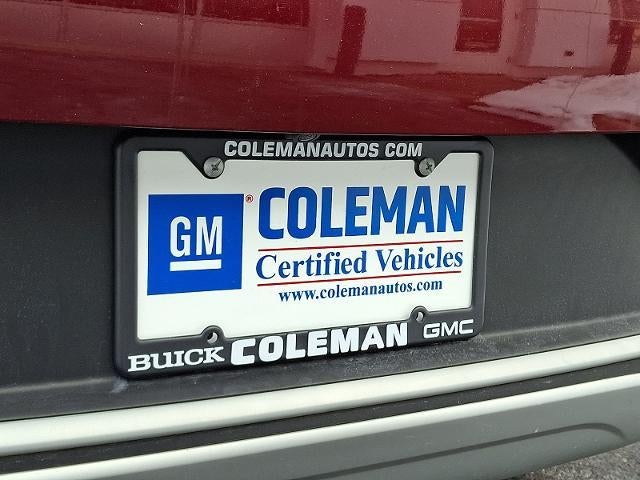 COLEMANAUTOS COM
GM ® COLEMAN
Certified Vehicles
www.colemanautos.com
BUICK COLEMAN GMC